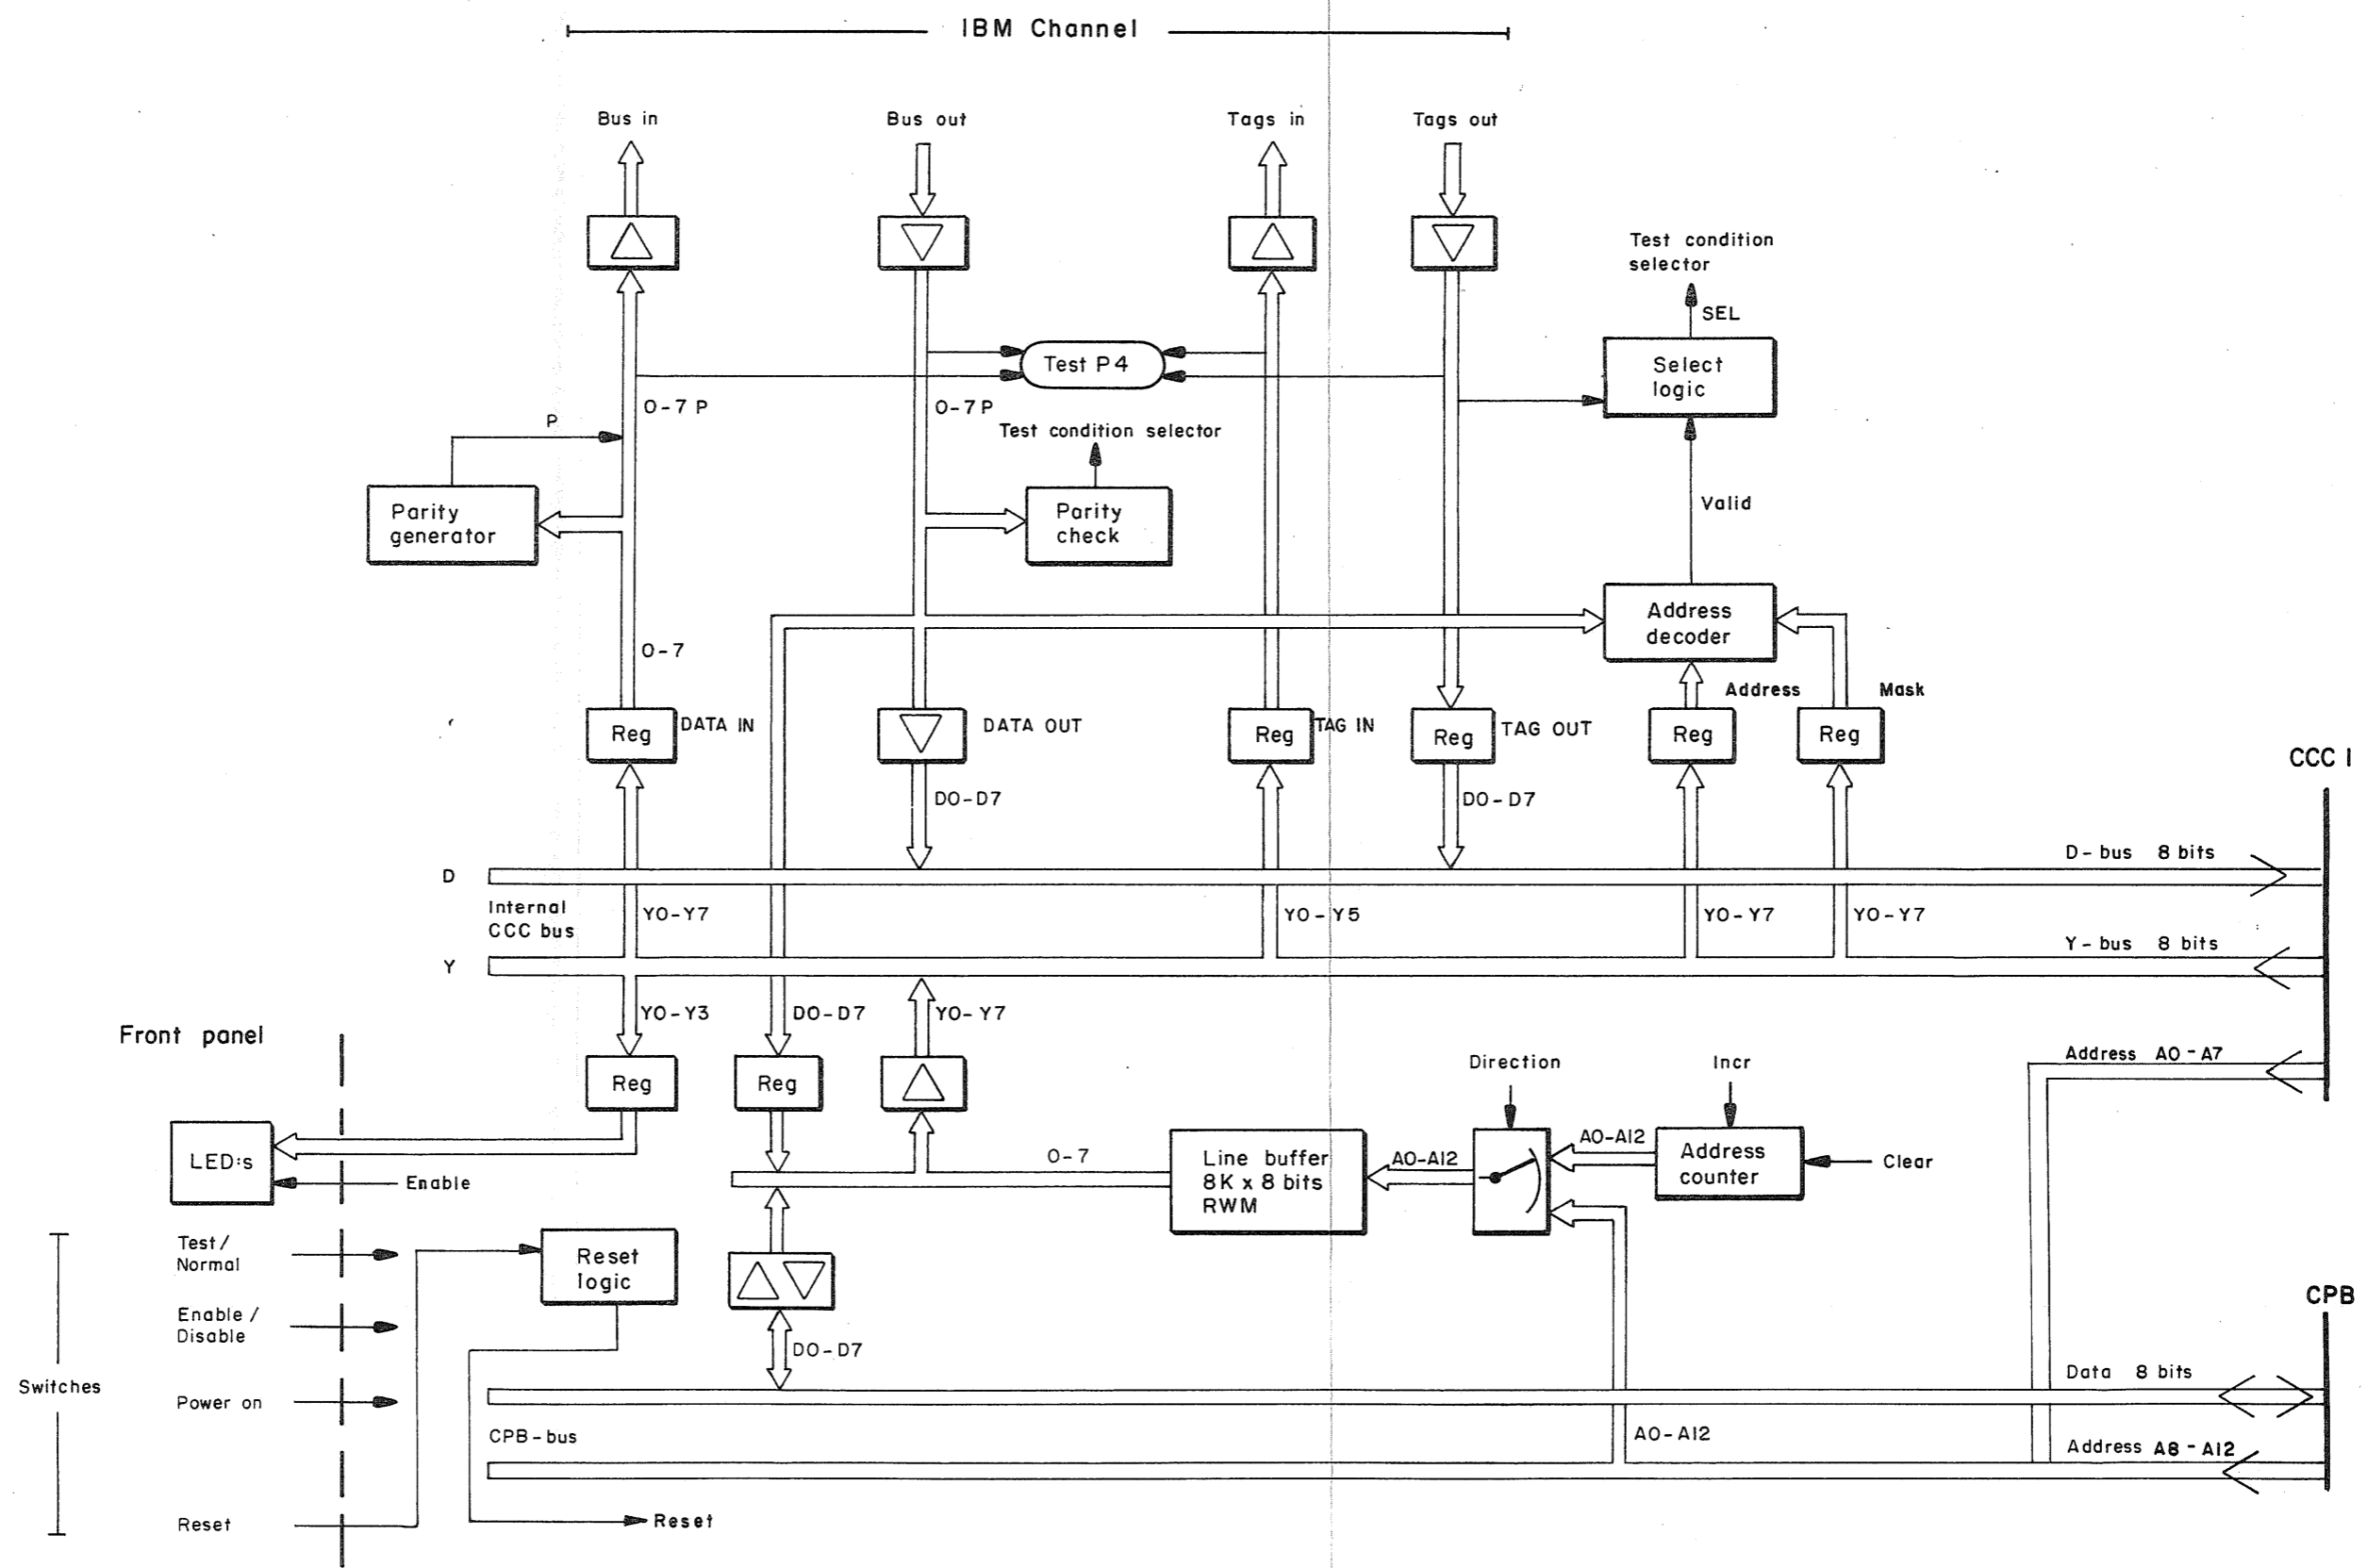 IBM Channel
Bus in
Bus out
Tags in
Tags out
Test condition
selector
SEL
Test P4
Select
logic
0-7 P
0-7P
P
Test condition selector
Parity
generator
Parity
check
Valid
Address
decoder
0-7
Address
Mask
Reg
DATA IN
DATA OUT
Reg
TAG IN
Reg
TAG OUT
Reg
Reg
CCC I
D0-D7
D0-D7
D-bus 8 bits
D
Internal
CCC bus
Y0-Y7
Y0-Y5
Y0-Y7
Y0-Y7
Y-bus 8 bits
Y
Y0-Y3
D0-D7
Y0-Y7
Front panel
Address A0-A7
Reg
Reg
Direction
Incr
LED:s
Enable
0-7
Line buffer
8K x 8 bits
RWM
A0-A12
A0-A12
Address
counter
Clear
Test/
Normal
Reset
logic
Enable/
Disable
CPB
D0-D7
Switches
Power on
Data 8 bits
CPB-bus
A0-A12
Address A8-A12
Reset
Reset